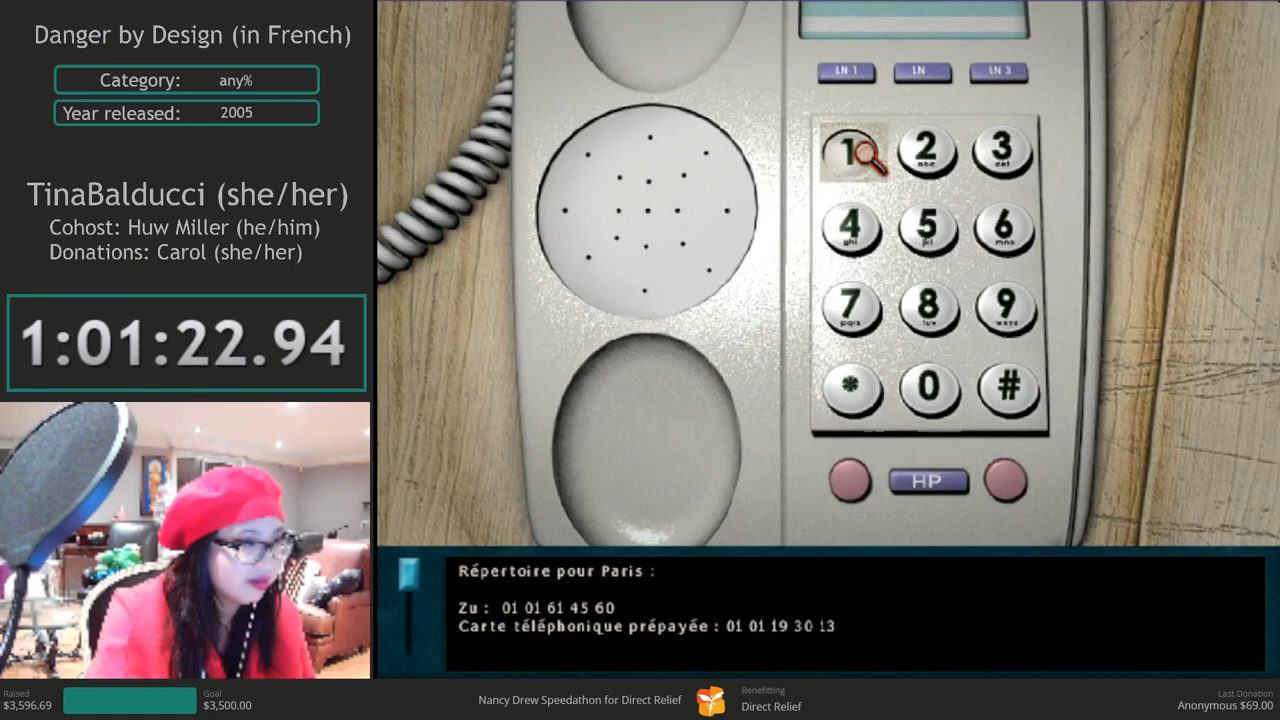 Danger by Design (in French)
Category: any%
Year released: 2005
TinaBalducci (she/her)
Cohost: Huw Miller (he/him)
Donations: Carol (she/her)
1:01:22.94
LN 1 LN LN 3
1 2 abc 3 def
4 ghi 5 jkl 6 mno
7 pqrs 8 tuv 9 wxyz
* 0 #
HP
Répertoire pour Paris :
Zu : 01 01 61 45 60
Carte téléphonique prépayée : 01 01 19 30 13
Raised
$3,596.69
Goal
$3,500.00
Nancy Drew Speedathon for Direct Relief
Benefitting
Direct Relief
Last Donation
Anonymous $69.00